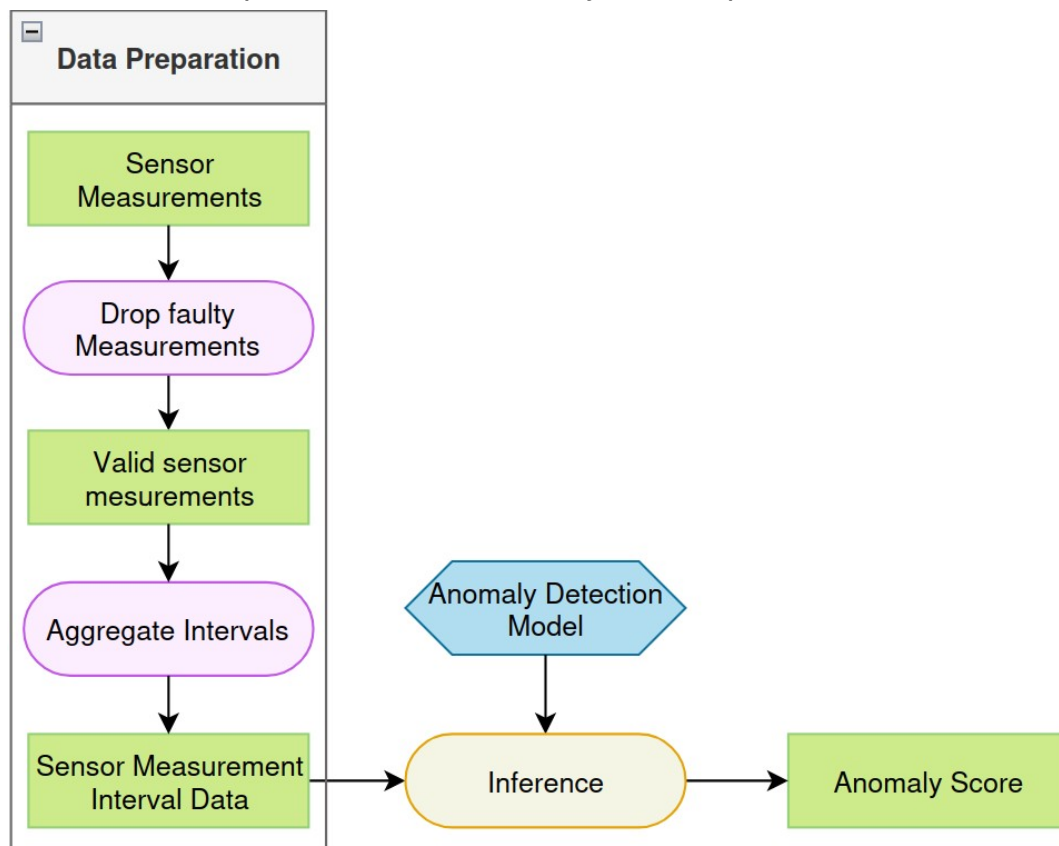 Data Preparation
Sensor
Measurements
Drop faulty
Measurements
Valid sensor
mesurements
Aggregate Intervals
Sensor Measurement
Interval Data
Anomaly Detection
Model
Inference
Anomaly Score